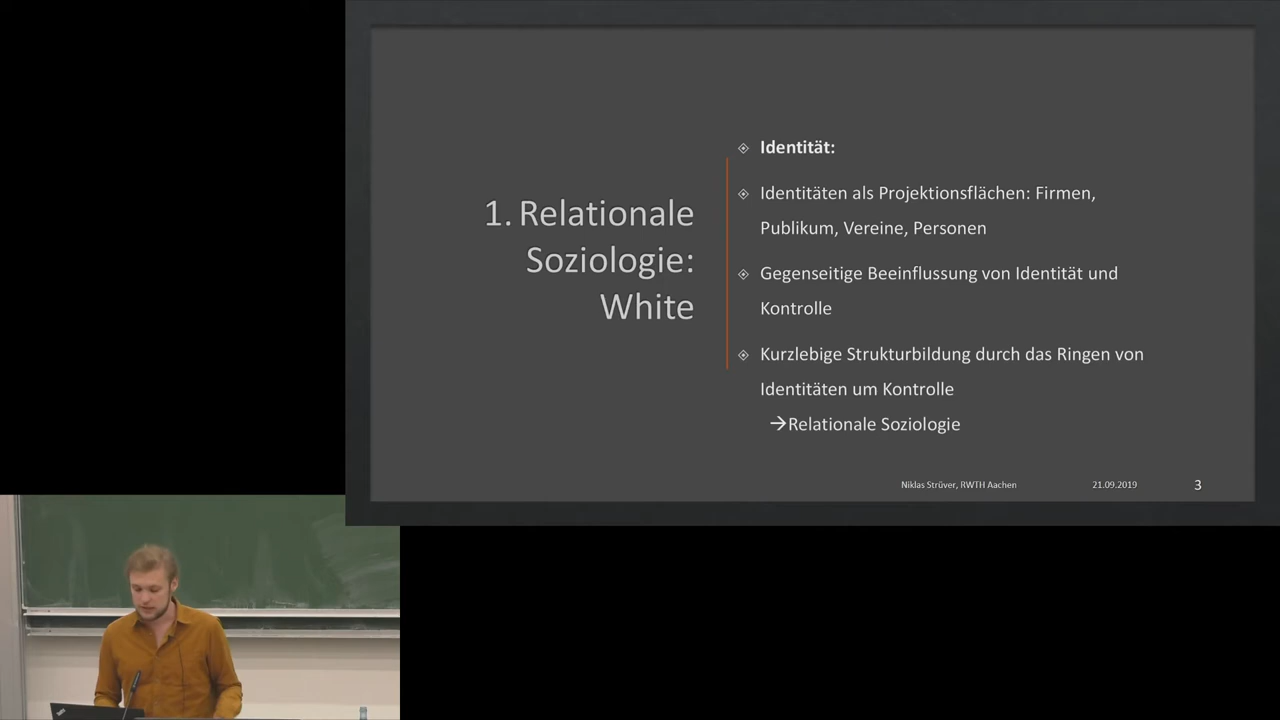 1. Relationale
Soziologie:
White
Identität:
Identitäten als Projektionsflächen: Firmen,
Publikum, Vereine, Personen
Gegenseitige Beeinflussung von Identität und
Kontrolle
Kurzlebige Strukturbildung durch das Ringen von
Identitäten um Kontrolle
→Relationale Soziologie
Niklas Strüver, RWTH Aachen 21.09.2019 3